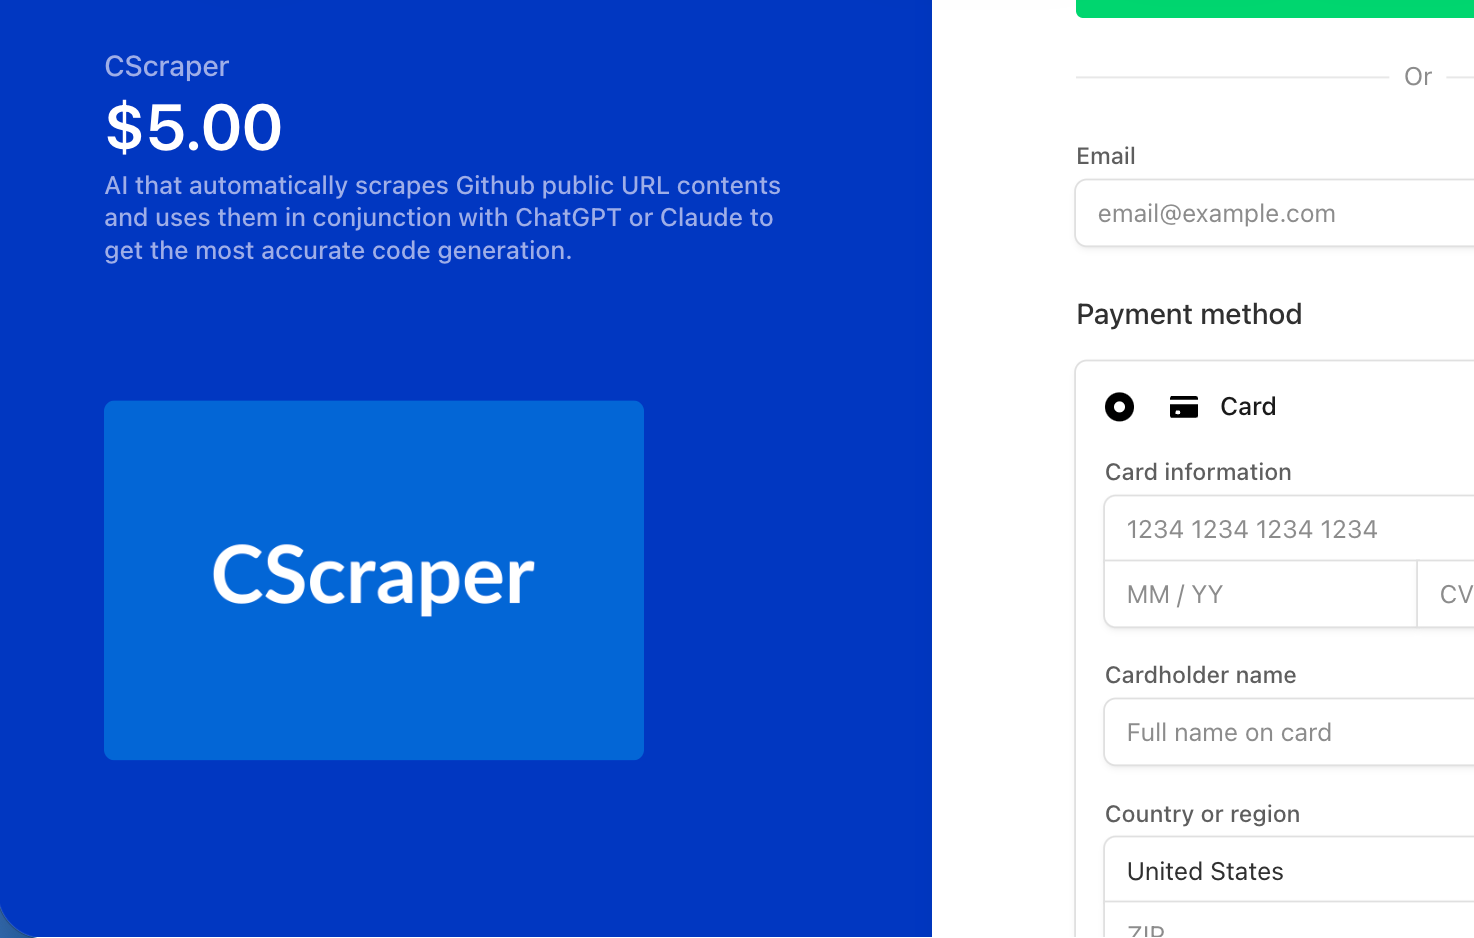 CScraper
$5.00
AI that automatically scrapes Github public URL contents
and uses them in conjunction with ChatGPT or Claude to
get the most accurate code generation.
CScraper
Or
Email
email@example.com
Payment method
Card
Card information
1234 1234 1234 1234
MM / YY
CV
Cardholder name
Full name on card
Country or region
United States
ZIP